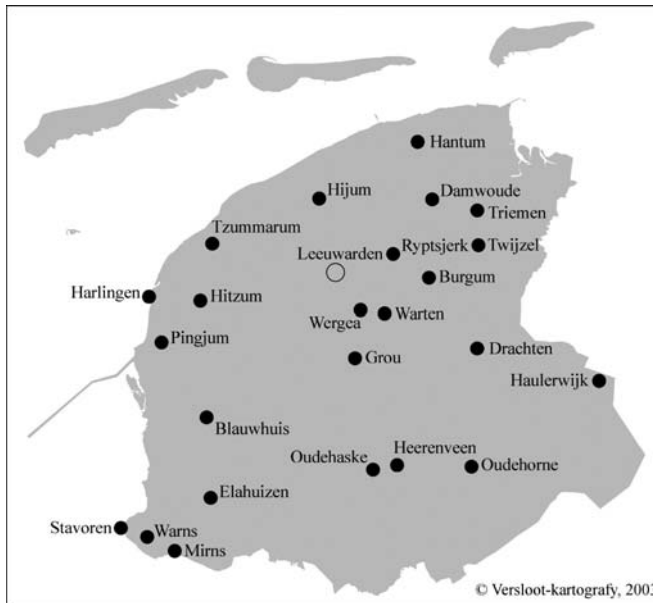 Hantum
Hijum
Damwoude
Triemen
Tzummarum
Leeuwarden
Ryptsjerk
Twijzel
Burgum
Harlingen
Hitzum
Wergea
Warten
Pingjum
Grou
Drachten
Haulerwijk
Blauwhuis
Oudehaske
Heerenveen
Oudehorne
Elahuizen
Stavoren
Warns
Mirns
© Versloot-kartografy, 2003